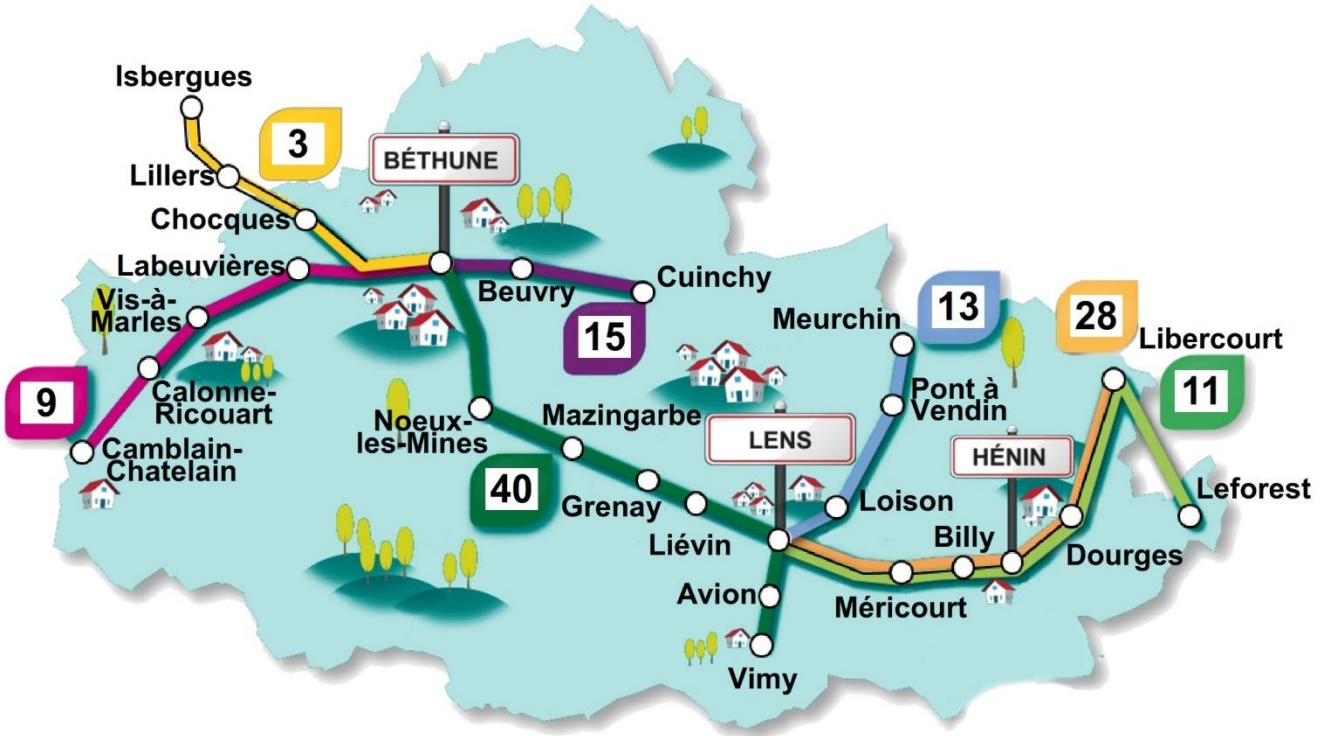 Isbergues
3
Lillers
BÉTHUNE
Chocques
Labeuvières
Cuinchy
Beuvry
Vis-à-
Marles
15
13
28
Meurchin
Libercourt
9
Calonne-
Ricouart
Pont à
Vendin
11
Noeux-
les-Mines
Mazingarbe
LENS
HÉNIN
Camblain-
Chatelain
40
Grenay
Loison
Leforest
Liévin
Billy
Dourges
Avion
Méricourt
Vimy